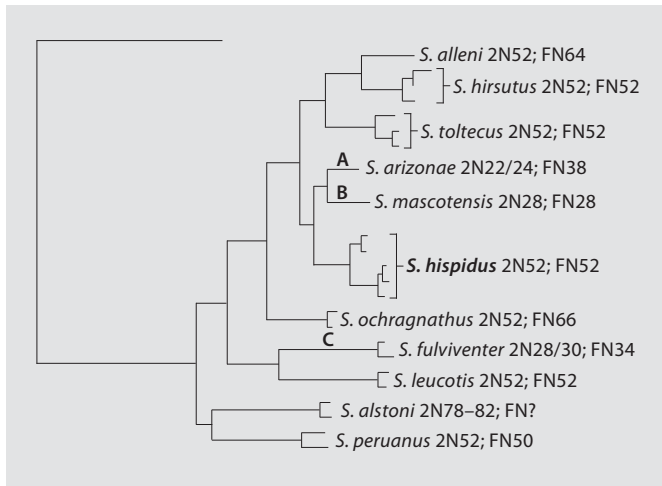 S. alleni 2N52; FN64
S. hirsutus 2N52; FN52
S. toltecus 2N52; FN52
A
S. arizonae 2N22/24; FN38
B
S. mascotensis 2N28; FN28
S. hispidus 2N52; FN52
S. ochragnathus 2N52; FN66
C
S. fulviventer 2N28/30; FN34
S. leucotis 2N52; FN52
S. alstoni 2N78–82; FN?
S. peruanus 2N52; FN50